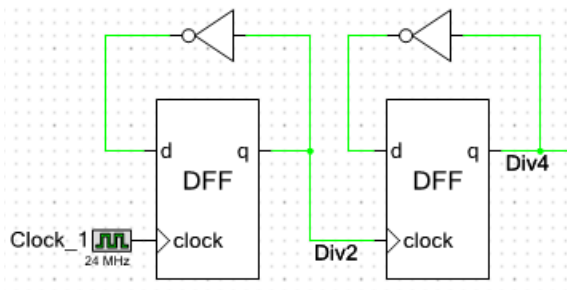 d q
DFF
Clock_1
24 MHz
clock
Div2
d q
DFF
clock
Div4